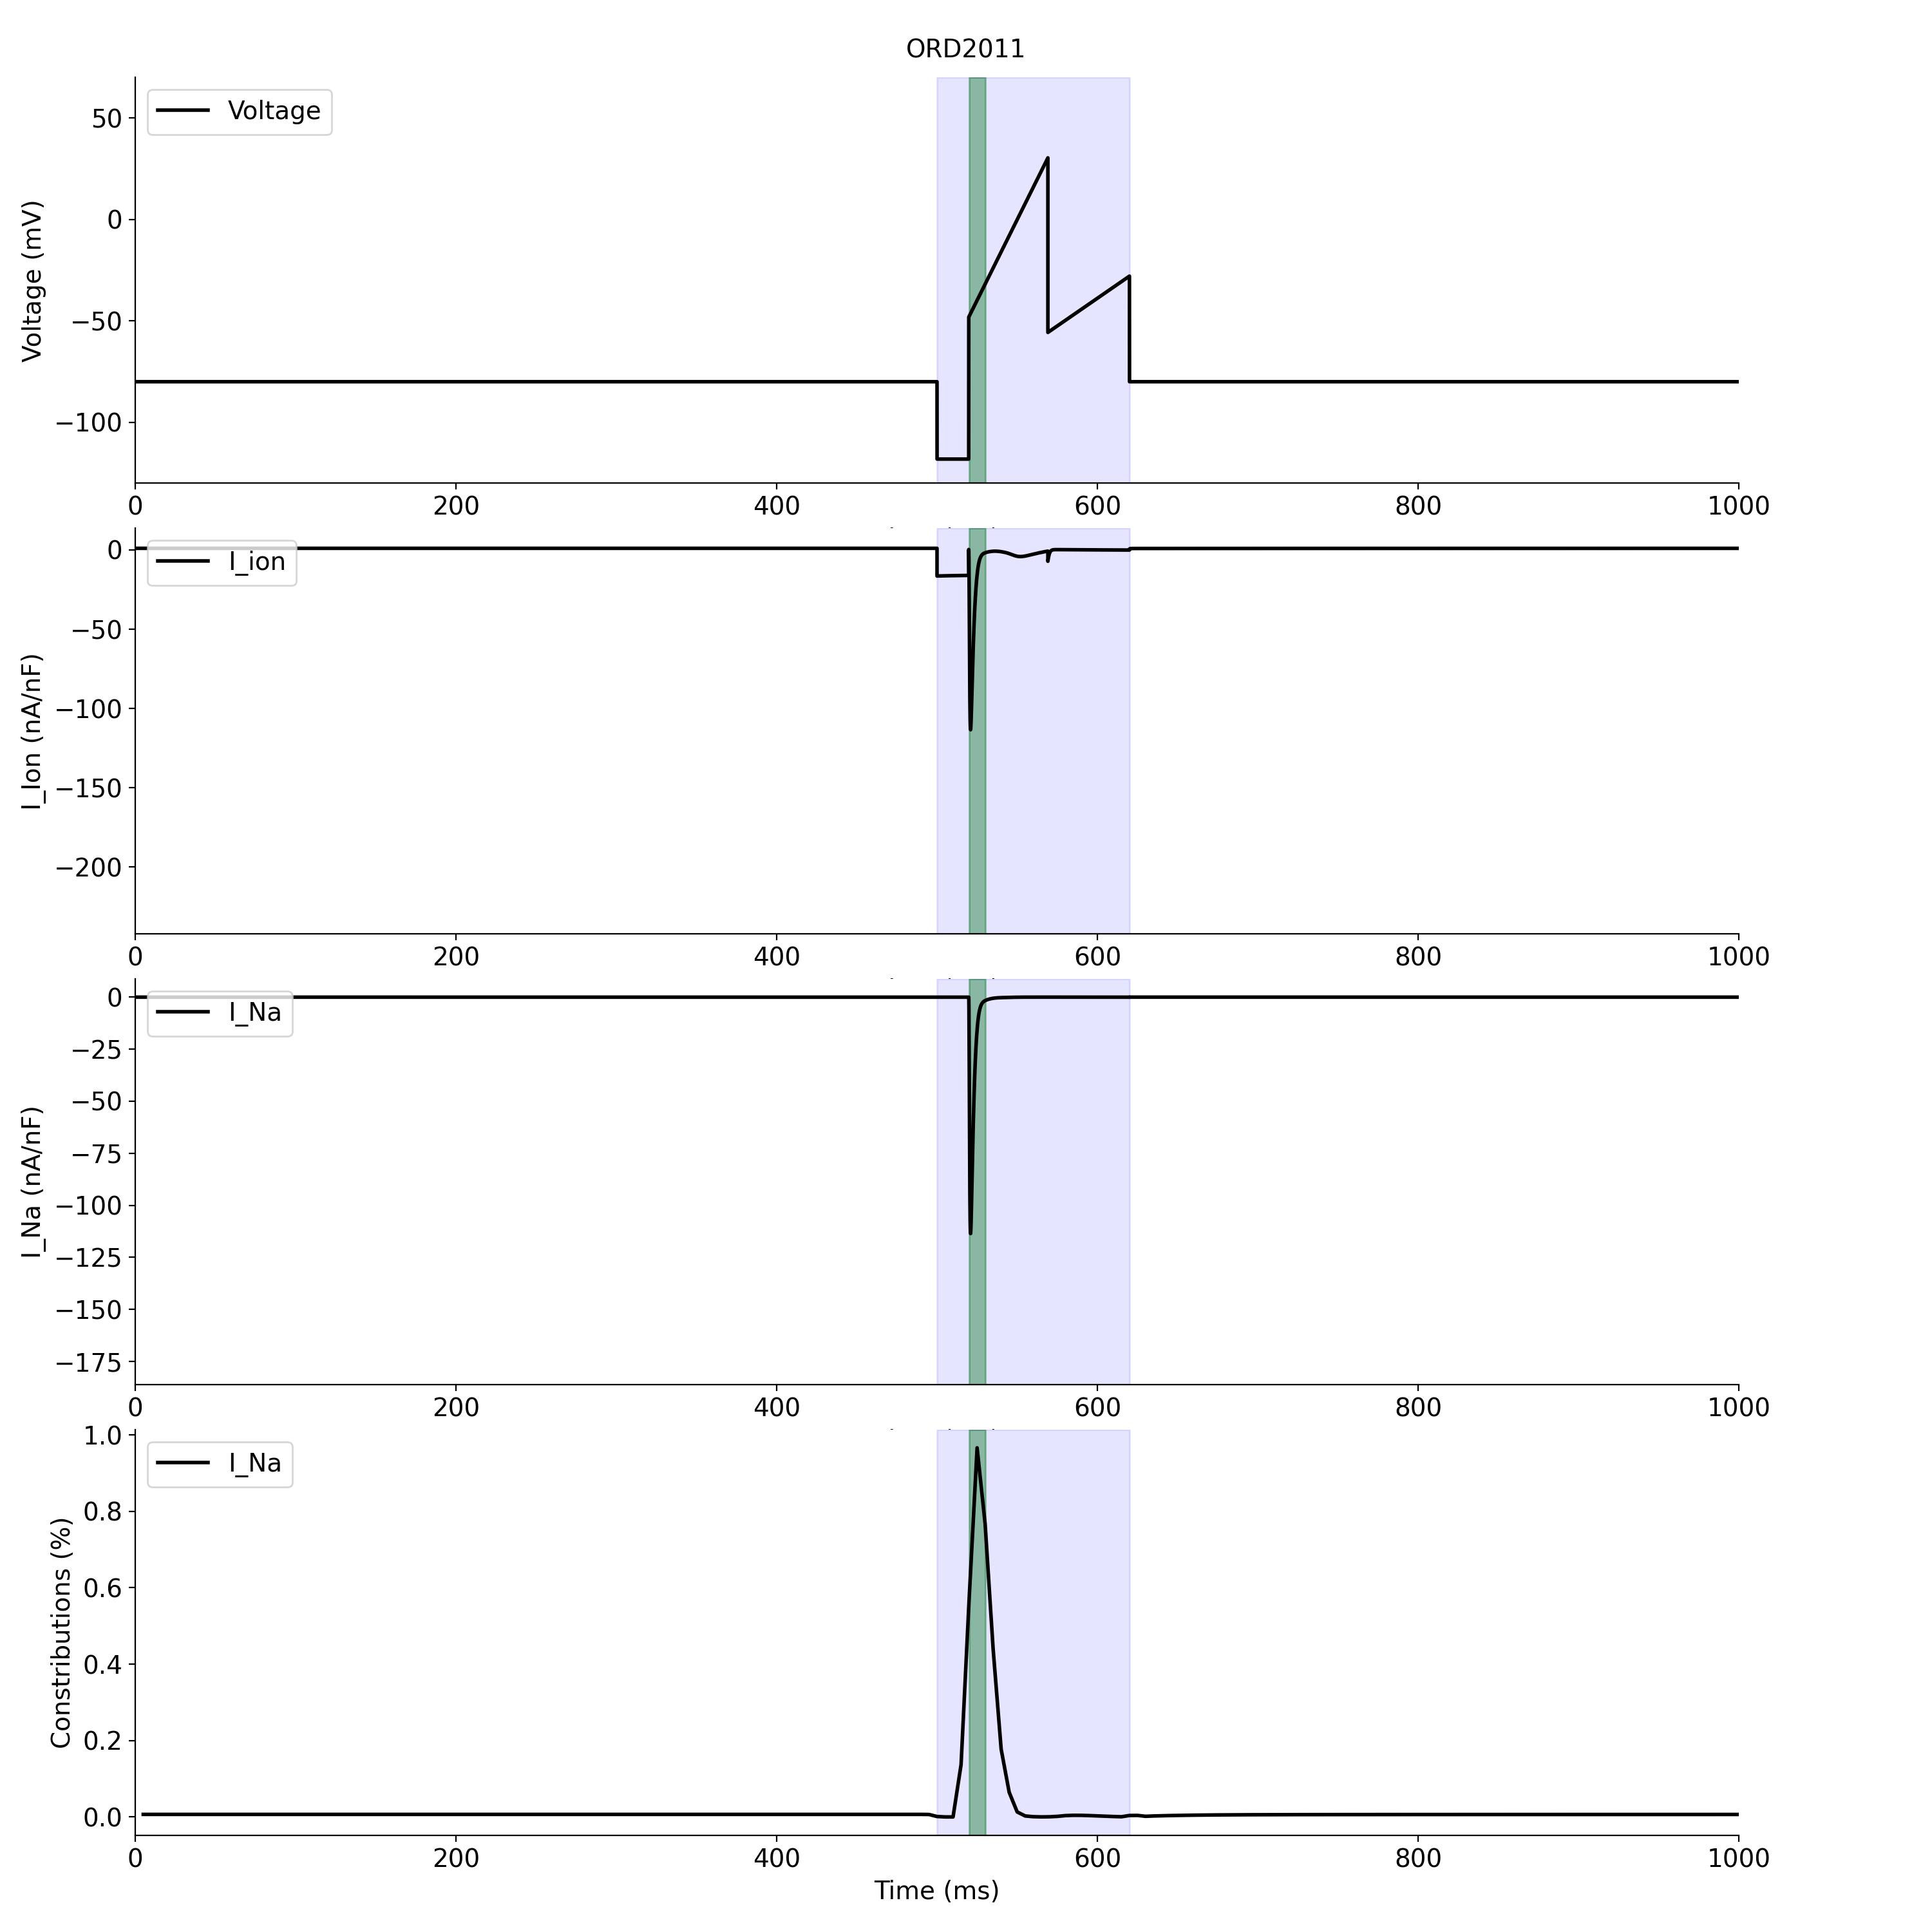 ORD2011
Voltage
Voltage (mV)
50
0
−50
−100
0 200 400 600 800 1000
I_ion
I_Ion (nA/nF)
0
−50
−100
−150
−200
0 200 400 600 800 1000
I_Na
I_Na (nA/nF)
0
−25
−50
−75
−100
−125
−150
−175
0 200 400 600 800 1000
I_Na
Constributions (%)
1.0
0.8
0.6
0.4
0.2
0.0
0 200 400 600 800 1000
Time (ms)